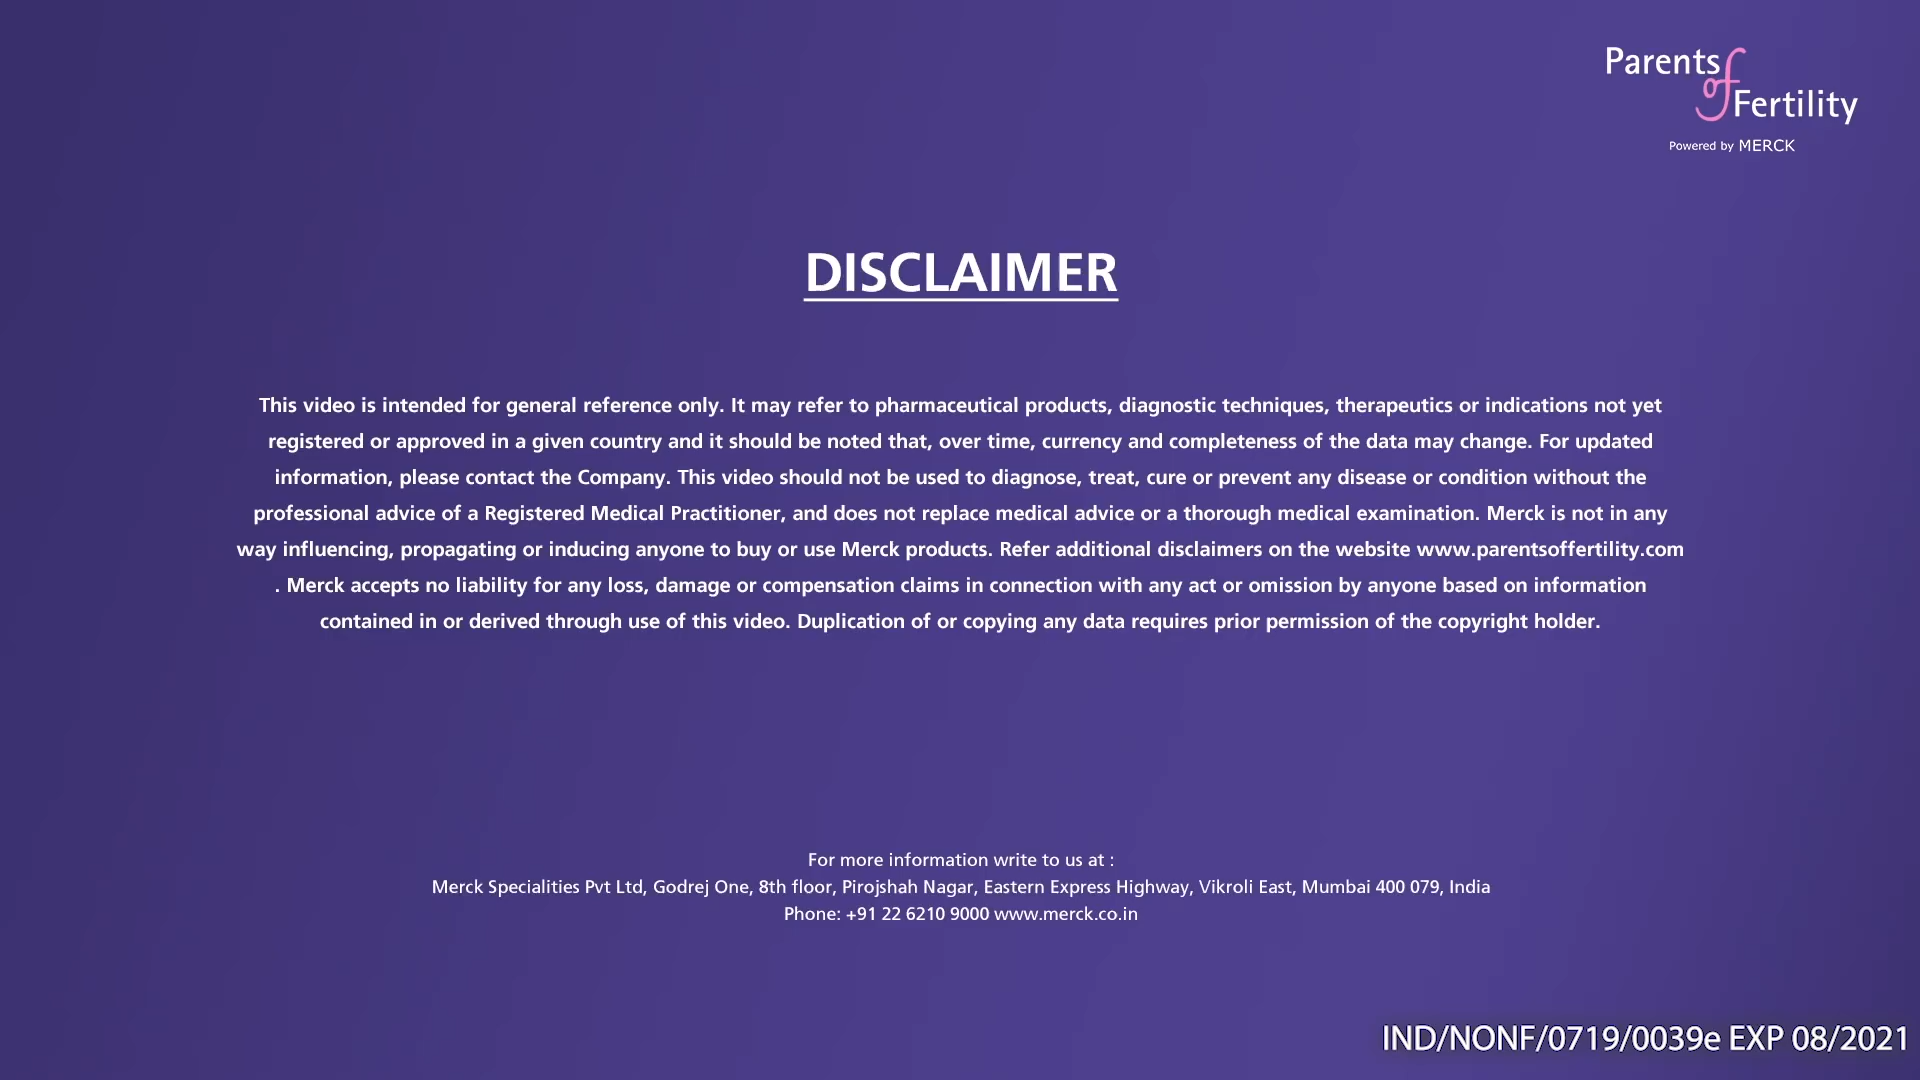 Parents
of
Fertility
Powered by MERCK
DISCLAIMER
This video is intended for general reference only. It may refer to pharmaceutical products, diagnostic techniques, therapeutics or indications not yet
registered or approved in a given country and it should be noted that, over time, currency and completeness of the data may change. For updated
information, please contact the Company. This video should not be used to diagnose, treat, cure or prevent any disease or condition without the
professional advice of a Registered Medical Practitioner, and does not replace medical advice or a thorough medical examination. Merck is not in any
way influencing, propagating or inducing anyone to buy or use Merck products. Refer additional disclaimers on the website www.parentsoffertility.com
. Merck accepts no liability for any loss, damage or compensation claims in connection with any act or omission by anyone based on information
contained in or derived through use of this video. Duplication of or copying any data requires prior permission of the copyright holder.
For more information write to us at :
Merck Specialities Pvt Ltd, Godrej One, 8th floor, Pirojshah Nagar, Eastern Express Highway, Vikroli East, Mumbai 400 079, India
Phone: +91 22 6210 9000 www.merck.co.in
IND/NONF/0719/0039e EXP 08/2021